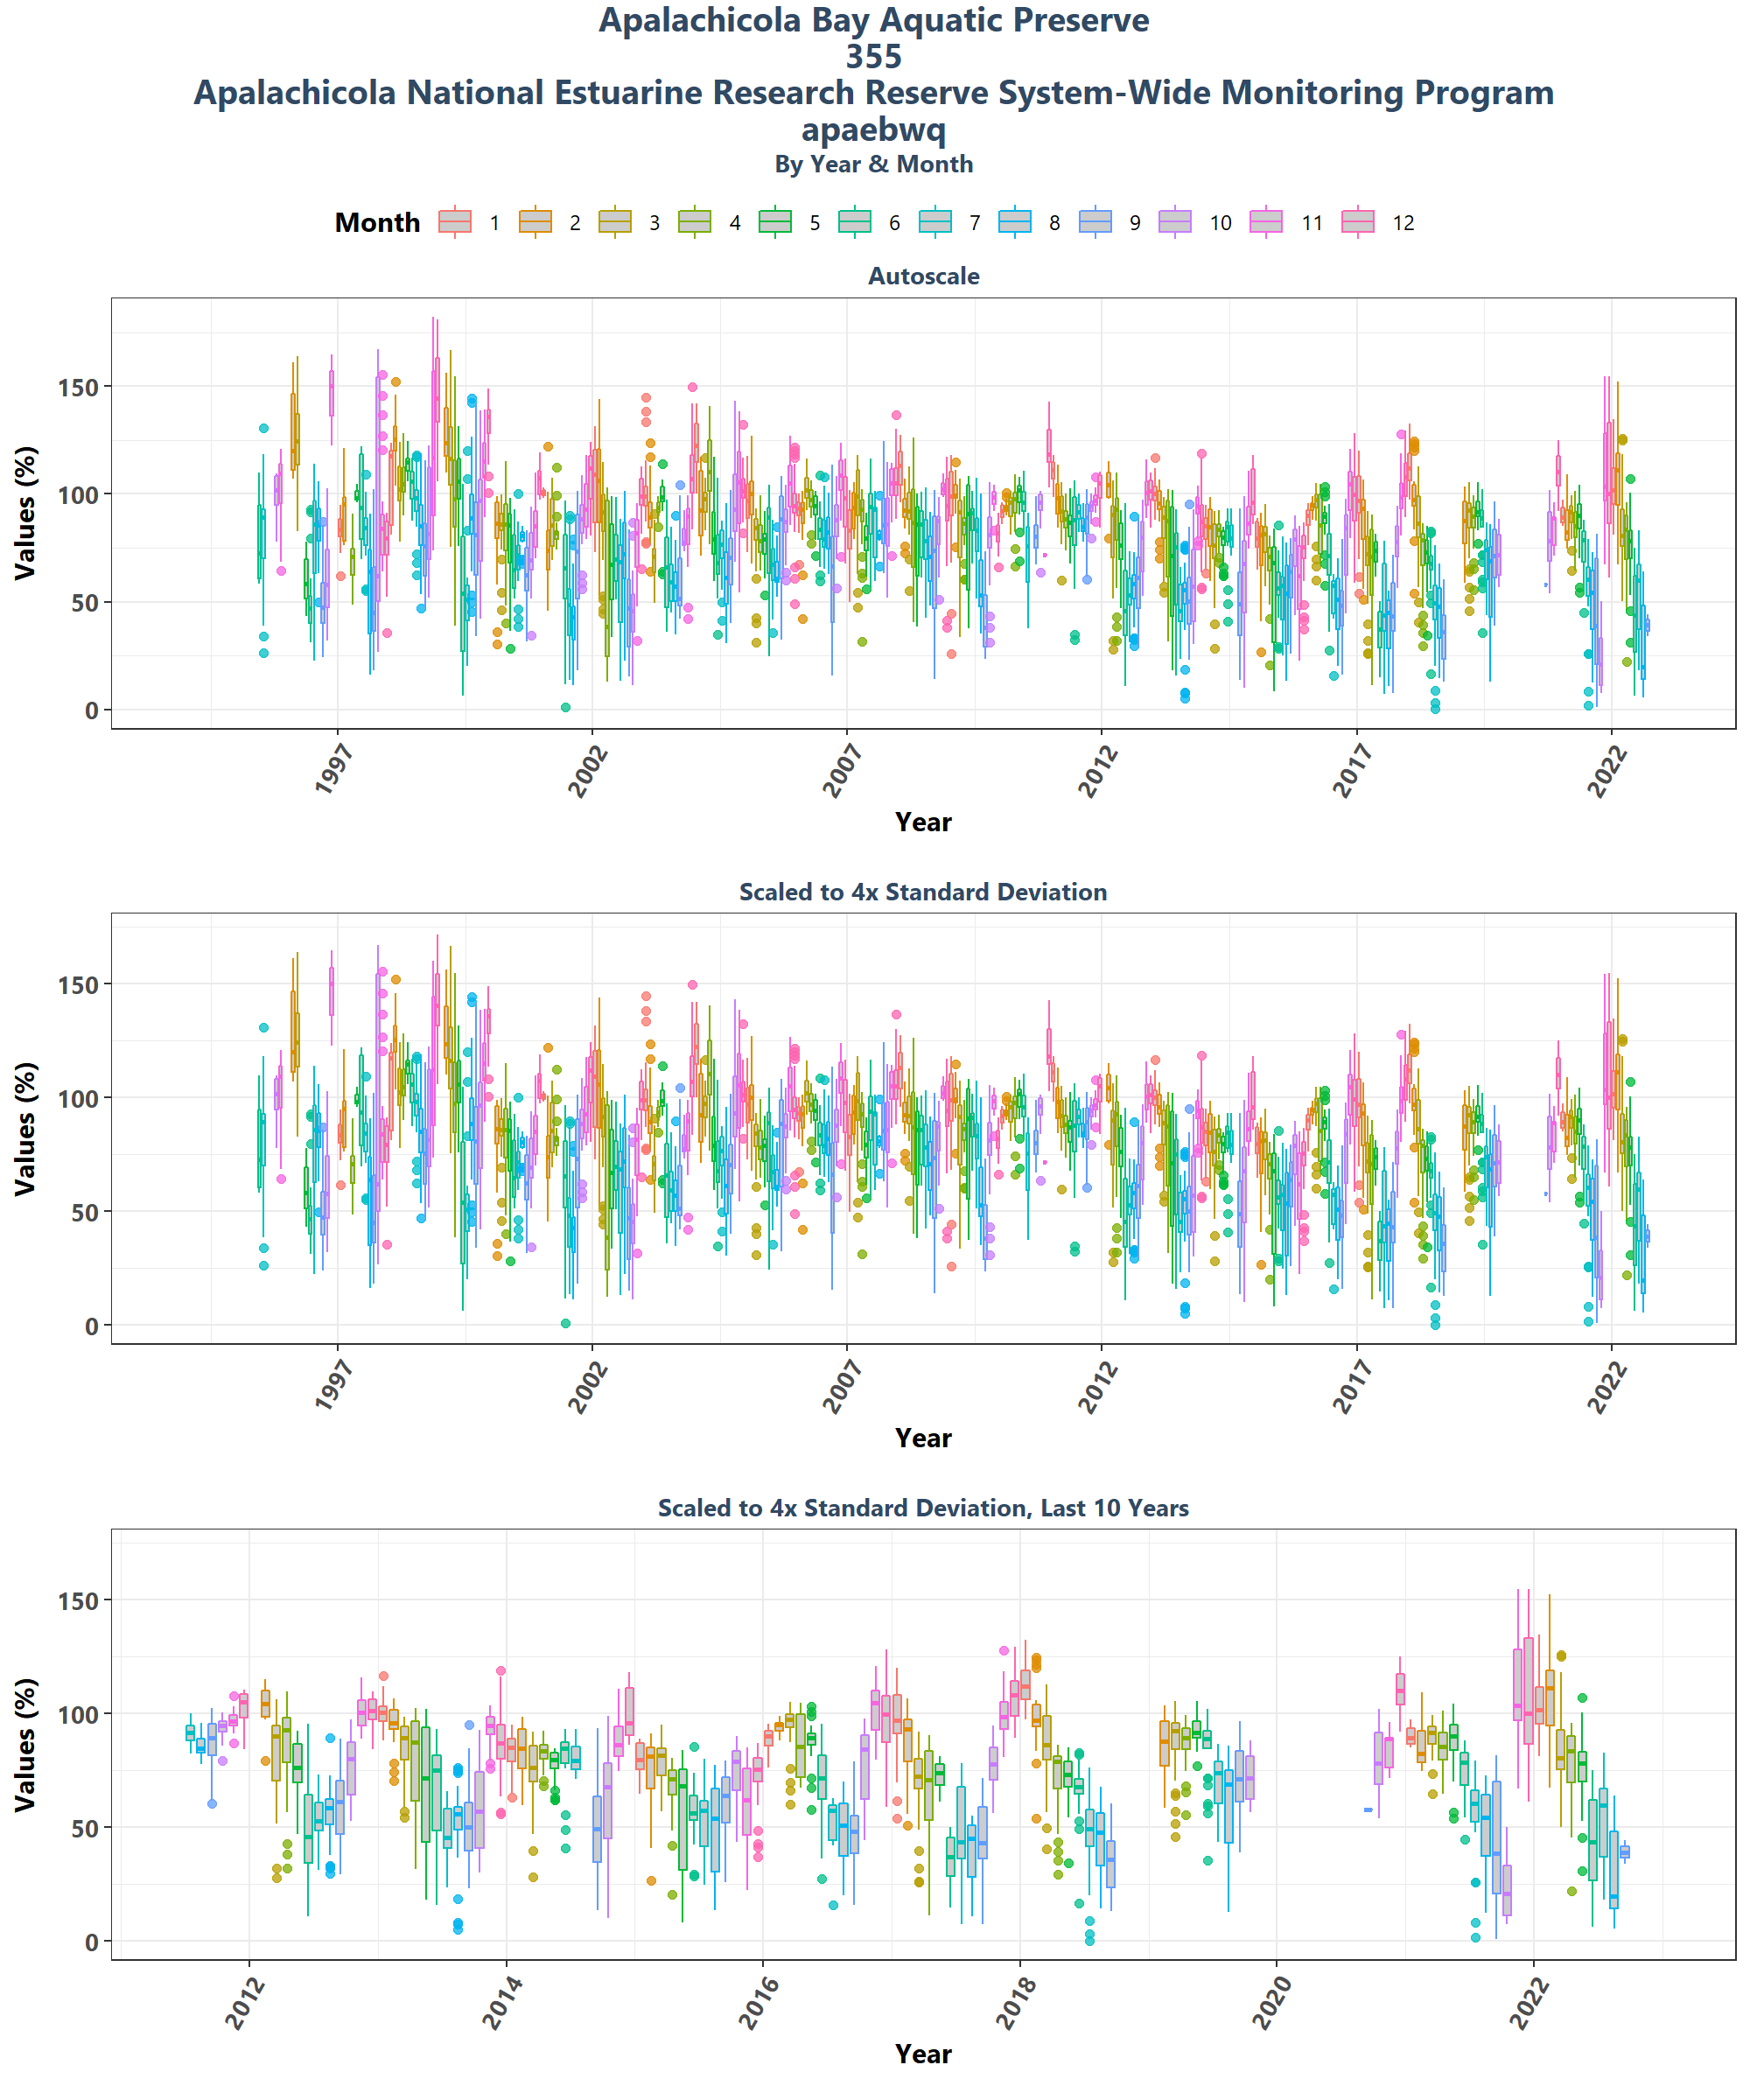 Apalachicola Bay Aquatic Preserve
355
Apalachicola National Estuarine Research Reserve System-Wide Monitoring Program
apaebwq
By Year & Month
Month 1 2 3 4 5 6 7 8 9 10 11 12
Autoscale
Values (%)
150
100
50
0
1997 2002 2007 2012 2017 2022
Year
Scaled to 4x Standard Deviation
Values (%)
150
100
50
0
1997 2002 2007 2012 2017 2022
Year
Scaled to 4x Standard Deviation, Last 10 Years
Values (%)
150
100
50
0
2012 2014 2016 2018 2020 2022
Year